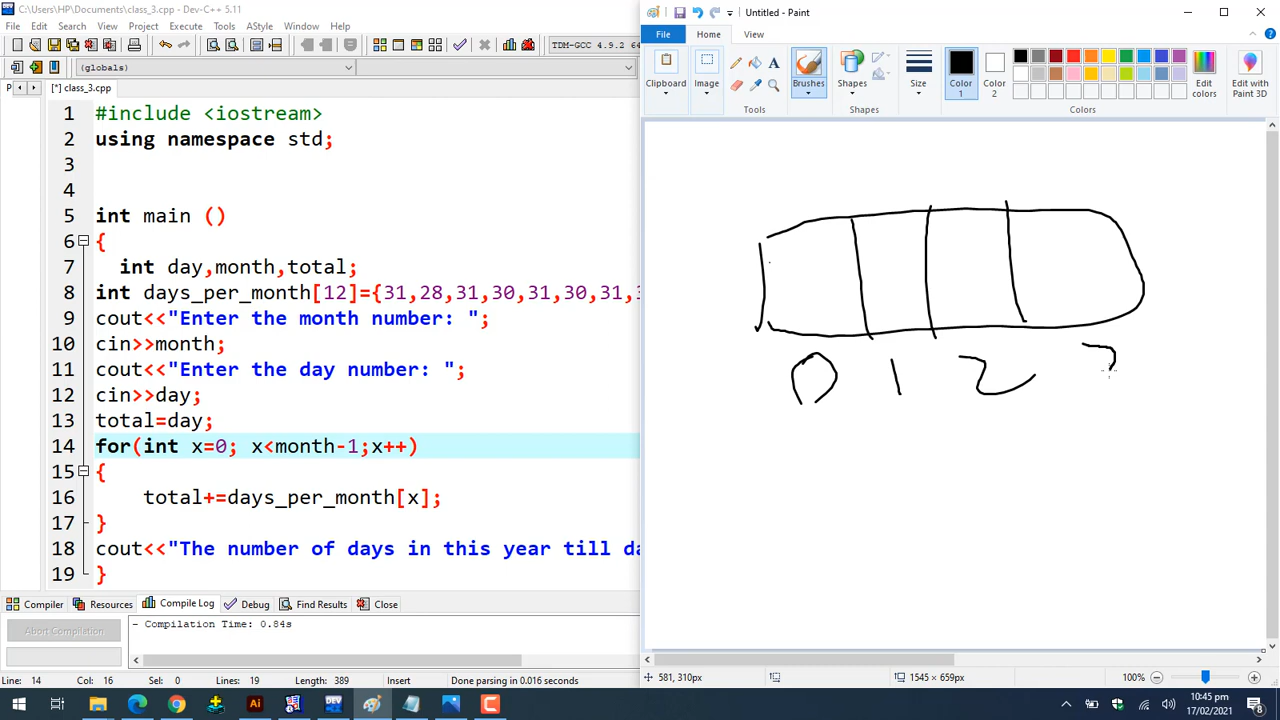 C:\Users\HP\Documents\class_3.cpp - Dev-C++ 5.11
File Edit Search View Project Execute Tools AStyle Window Help
TDM-GCC 4.9.2 64
(globals)
P [*] class_3.cpp
1 #include <iostream>
2 using namespace std;
3
4
5 int main ()
6 {
7 int day,month,total;
8 int days_per_month[12]={31,28,31,30,31,30,31,
9 cout<<"Enter the month number: ";
10 cin>>month;
11 cout<<"Enter the day number: ";
12 cin>>day;
13 total=day;
14 for(int x=0; x<month-1;x++)
15 {
16 total+=days_per_month[x];
17 }
18 cout<<"The number of days in this year till
19 }
Compiler Resources Compile Log Debug Find Results Close
Abort Compilation
- Compilation Time: 0.84s
Line: 14 Col: 16 Sel: 0 Lines: 19 Length: 389 Insert Done parsing in 0.016 seconds
Untitled - Paint
File Home View
Clipboard
Image
Tools
Brushes
Shapes
Shapes
Size
Color 1
Color 2
Edit colors
Edit with Paint 3D
Colors
0 1 2
581, 310px
1545 × 659px
100%
10:45 pm
17/02/2021
8